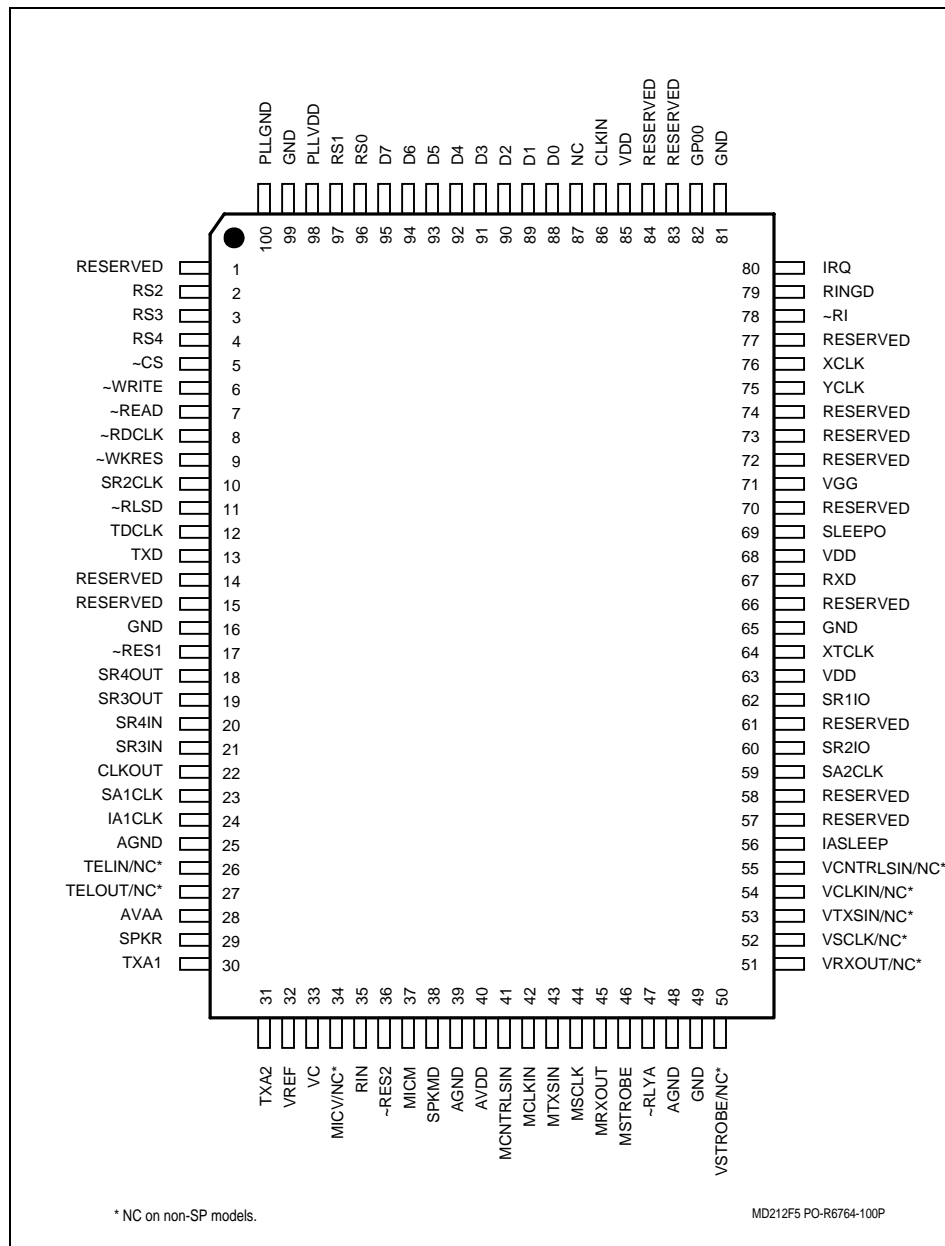 PLLGND GND PLLVDD RS1 RS0 D7 D6 D5 D4 D3 D2 D1 D0 NC CLKIN VDD RESERVED RESERVED GP00 GND
100 99 98 97 96 95 94 93 92 91 90 89 88 87 86 85 84 83 82 81
RESERVED 1 80 IRQ
RS2 2 79 RINGD
RS3 3 78 ~RI
RS4 4 77 RESERVED
~CS 5 76 XCLK
~WRITE 6 75 YCLK
~READ 7 74 RESERVED
~RDCLK 8 73 RESERVED
~WKRES 9 72 RESERVED
SR2CLK 10 71 VGG
~RLSD 11 70 RESERVED
TDCLK 12 69 SLEEPO
TXD 13 68 VDD
RESERVED 14 67 RXD
RESERVED 15 66 RESERVED
GND 16 65 GND
~RES1 17 64 XTCLK
SR4OUT 18 63 VDD
SR3OUT 19 62 SR1IO
SR4IN 20 61 RESERVED
SR3IN 21 60 SR2IO
CLKOUT 22 59 SA2CLK
SA1CLK 23 58 RESERVED
IA1CLK 24 57 RESERVED
AGND 25 56 IASLEEP
TELIN/NC* 26 55 VCNTRLSIN/NC*
TELOUT/NC* 27 54 VCLKIN/NC*
AVAA 28 53 VTXSIN/NC*
SPKR 29 52 VSCLK/NC*
TXA1 30 51 VRXOUT/NC*
31 32 33 34 35 36 37 38 39 40 41 42 43 44 45 46 47 48 49 50
TXA2 VREF VC MICV/NC* RIN ~RES2 MICM SPKMD AGND AVDD MCNTRLSIN MCLKIN MTXSIN MSCLK MRXOUT MSTROBE ~RLYA AGND GND VSTROBE/NC*
* NC on non-SP models.
MD212F5 PO-R6764-100P